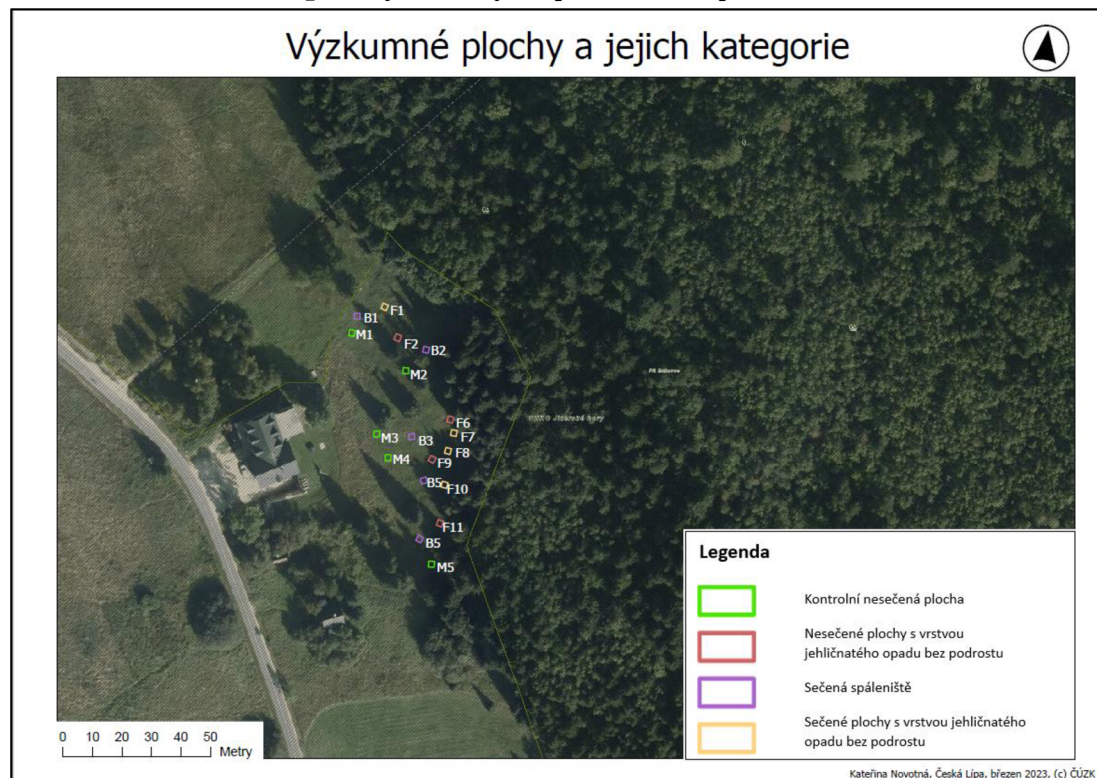 Výzkumné plochy a jejich kategorie
F1
B1
M1
F2
B2
M2
F6
F7
M3
B3
F8
M4
F9
B5
F10
F11
B5
M5
Legenda
Kontrolní nesečená plocha
Nesečené plochy s vrstvou
jehličnatého opadu bez podrostu
Sečená spáleniště
Sečené plochy s vrstvou jehličnatého
opadu bez podrostu
0 10 20 30 40 50
Metry
Kateřina Novotná, Česká Lípa, březen 2023, (c) ČÚZK